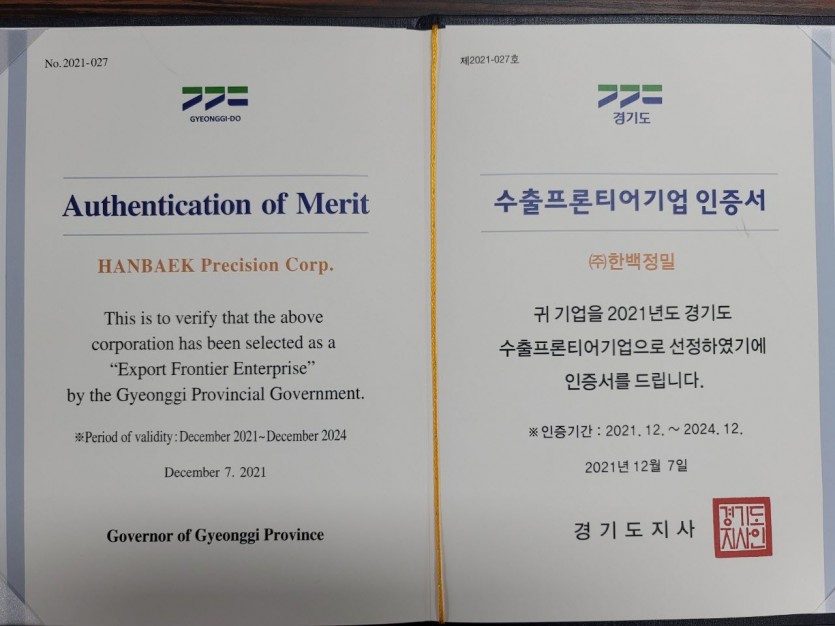 No. 2021-027
GYEONGGI-DO
Authentication of Merit
HANBAEK Precision Corp.
This is to verify that the above
corporation has been selected as a
“Export Frontier Enterprise”
by the Gyeonggi Provincial Government.
※Period of validity : December 2021~December 2024
December 7. 2021
Governor of Gyeonggi Province
제2021-027호
경기도
수출프론티어기업 인증서
㈜한백정밀
귀 기업을 2021년도 경기도
수출프론티어기업으로 선정하였기에
인증서를 드립니다.
※ 인증기간 : 2021. 12. ~ 2024. 12.
2021년 12월 7일
경 기 도 지 사
경기도
지사인